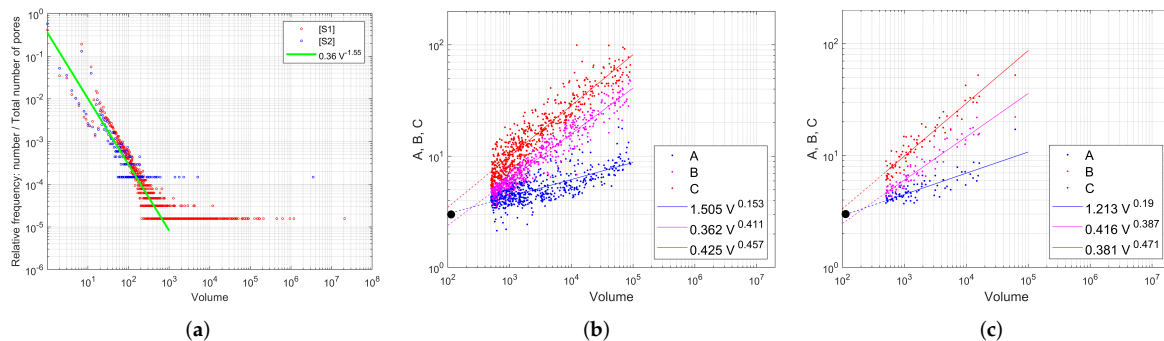 10^0
10^-1
10^-2
10^-3
10^-4
10^-5
10^-6
Relative frequency: number / Total number of pores
[S1]
[S2]
0.36 V^-1.55
10^1 10^2 10^3 10^4 10^5 10^6 10^7 10^8
Volume
(a)
10^2
10^1
10^0
A, B, C
A
B
C
1.505 V^0.153
0.362 V^0.411
0.425 V^0.457
10^2 10^3 10^4 10^5 10^6 10^7
Volume
(b)
10^2
10^1
10^0
A, B, C
A
B
C
1.213 V^0.19
0.416 V^0.387
0.381 V^0.471
10^2 10^3 10^4 10^5 10^6 10^7
Volume
(c)